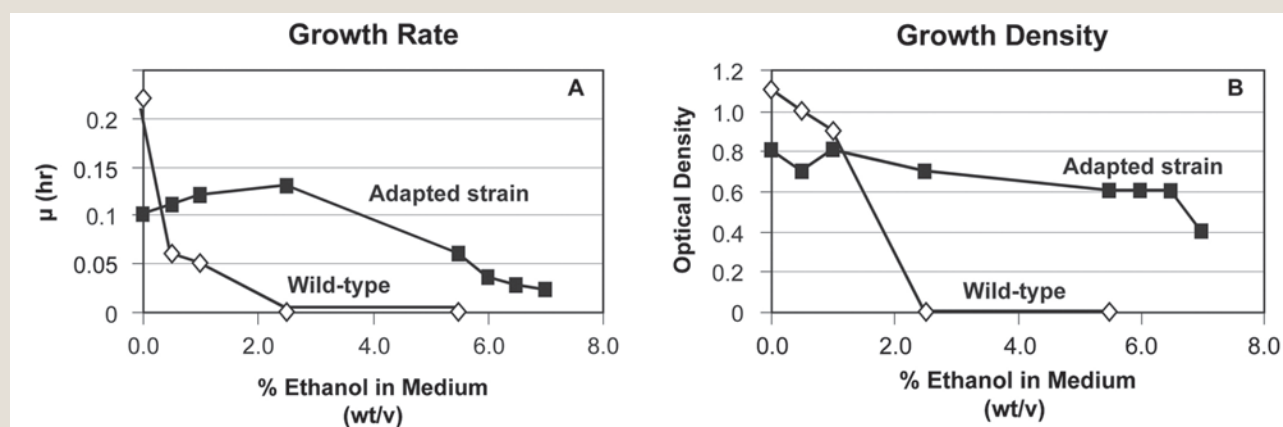 Growth Rate
A
0.2
0.15
0.1
0.05
0
µ (hr)
Adapted strain
Wild-type
0.0 2.0 4.0 6.0 8.0
% Ethanol in Medium
(wt/v)
Growth Density
B
1.2
1.0
0.8
0.6
0.4
0.2
0
Optical Density
Adapted strain
Wild-type
0.0 2.0 4.0 6.0 8.0
% Ethanol in Medium
(wt/v)